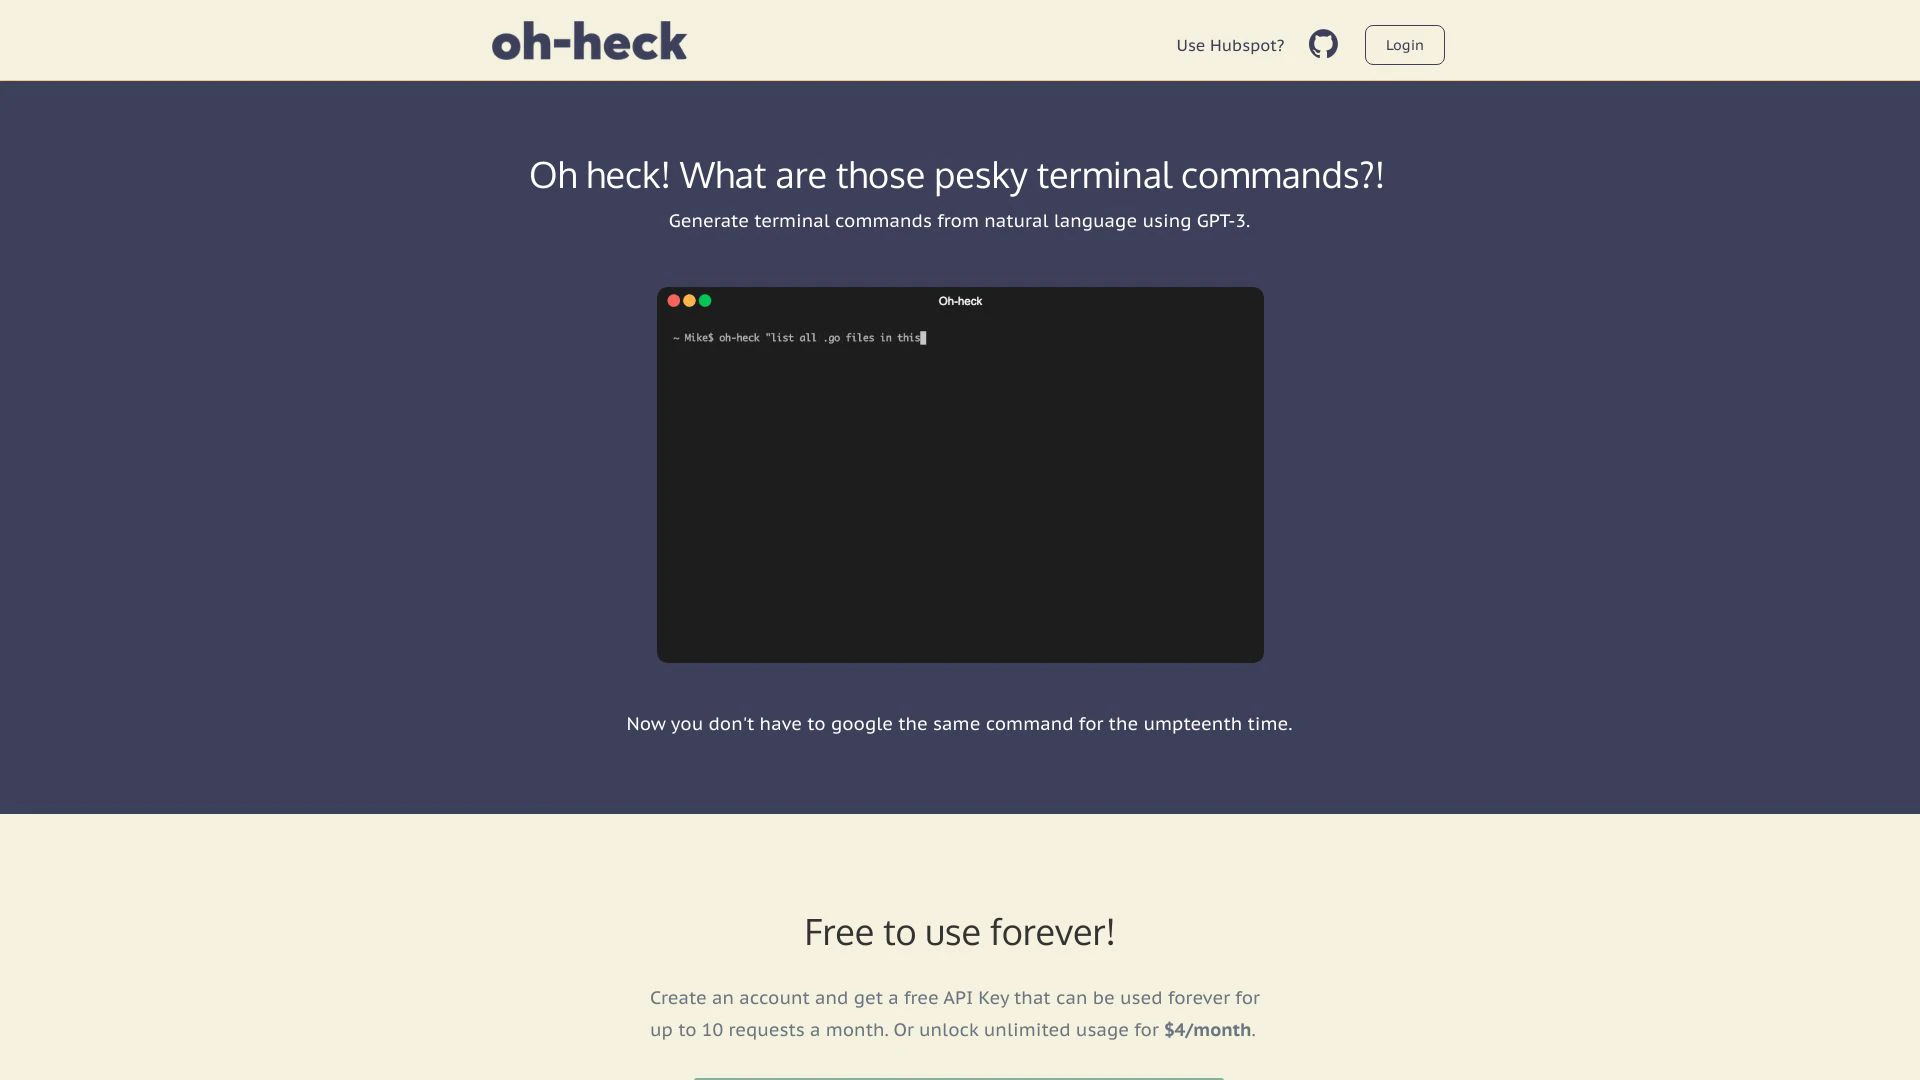 oh-heck
Use Hubspot?
Login
Oh heck! What are those pesky terminal commands?!
Generate terminal commands from natural language using GPT-3.
Oh-heck
~ Mike$ oh-heck "list all .go files in this
Now you don't have to google the same command for the umpteenth time.
Free to use forever!
Create an account and get a free API Key that can be used forever for
up to 10 requests a month. Or unlock unlimited usage for $4/month.